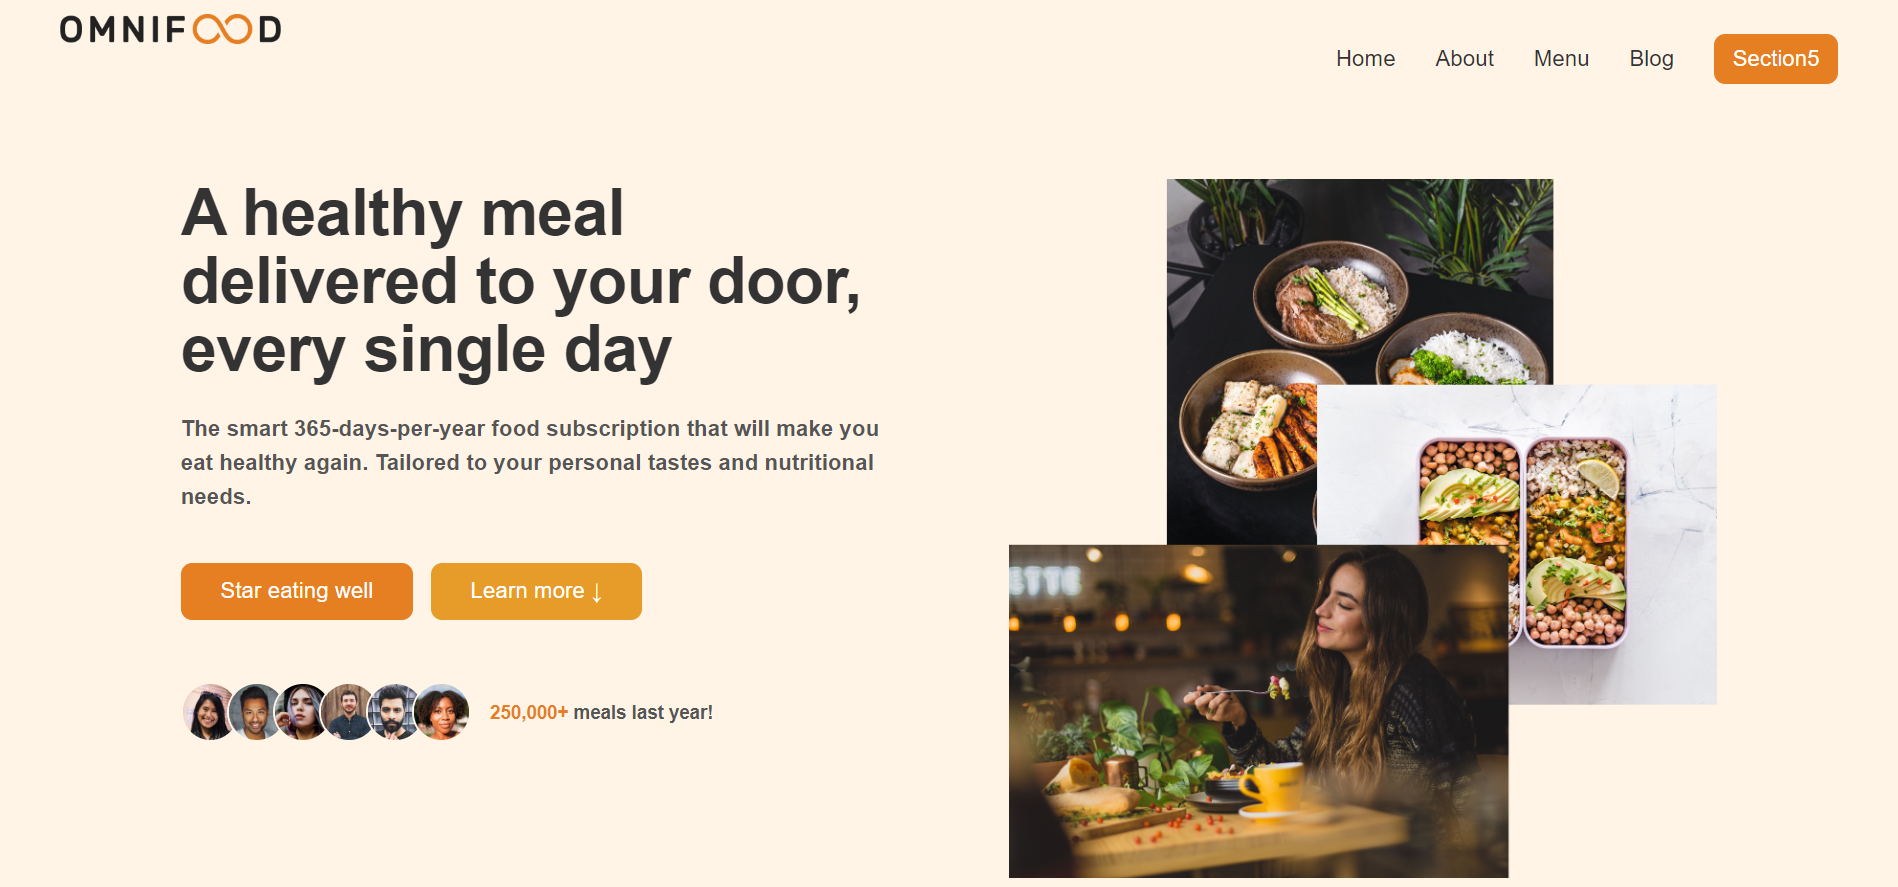 OMNIFOOD
Home About Menu Blog Section5
A healthy meal
delivered to your door,
every single day
The smart 365-days-per-year food subscription that will make you
eat healthy again. Tailored to your personal tastes and nutritional
needs.
Star eating well
Learn more ↓
250,000+ meals last year!
ETTE